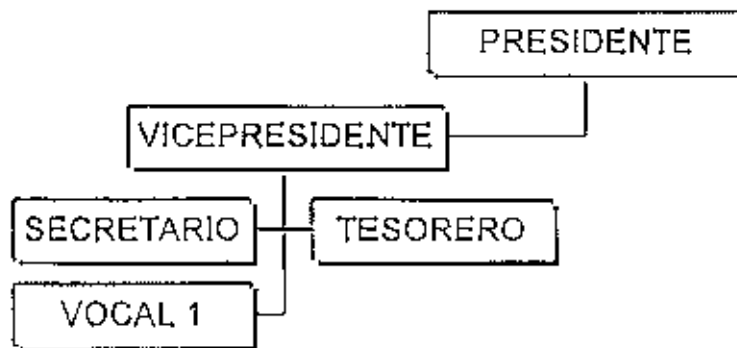 PRESIDENTE
VICEPRESIDENTE
SECRETARIO
TESORERO
VOCAL 1